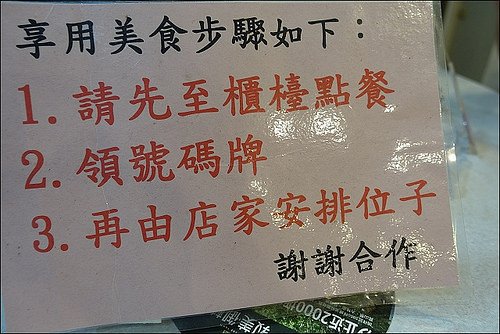 享用美食步驟如下：
1. 請先至櫃檯點餐
2. 領號碼牌
3. 再由店家安排位子
謝謝合作